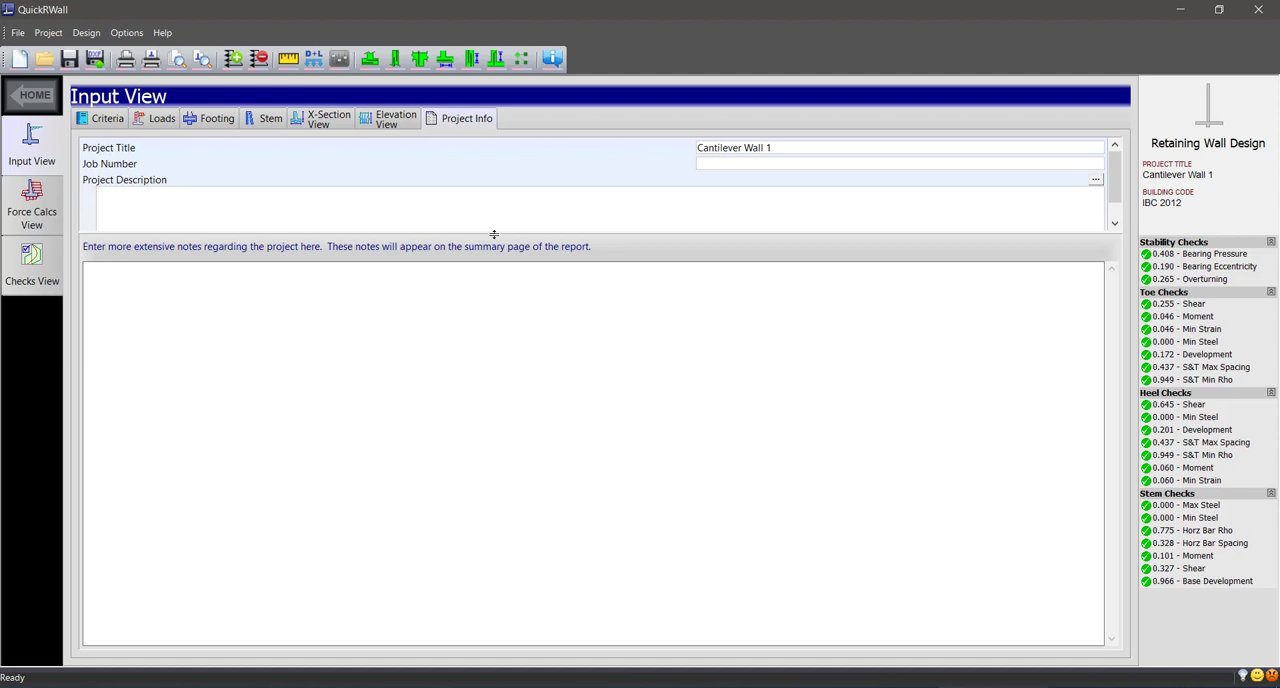 QuickRWall
File Project Design Options Help
D+L
HOME
Input View
Force Calcs
View
Checks View
Input View
Criteria Loads Footing Stem X-Section View Elevation View Project Info
Project Title Cantilever Wall 1
Job Number
Project Description ...
Enter more extensive notes regarding the project here. These notes will appear on the summary page of the report.
Retaining Wall Design
PROJECT TITLE
Cantilever Wall 1
BUILDING CODE
IBC 2012
Stability Checks
0.408 - Bearing Pressure
0.190 - Bearing Eccentricity
0.265 - Overturning
Toe Checks
0.255 - Shear
0.046 - Moment
0.046 - Min Strain
0.000 - Min Steel
0.172 - Development
0.437 - S&T Max Spacing
0.949 - S&T Min Rho
Heel Checks
0.645 - Shear
0.000 - Min Steel
0.201 - Development
0.437 - S&T Max Spacing
0.949 - S&T Min Rho
0.060 - Moment
0.060 - Min Strain
Stem Checks
0.000 - Max Steel
0.000 - Min Steel
0.775 - Horz Bar Rho
0.328 - Horz Bar Spacing
0.101 - Moment
0.327 - Shear
0.966 - Base Development
Ready